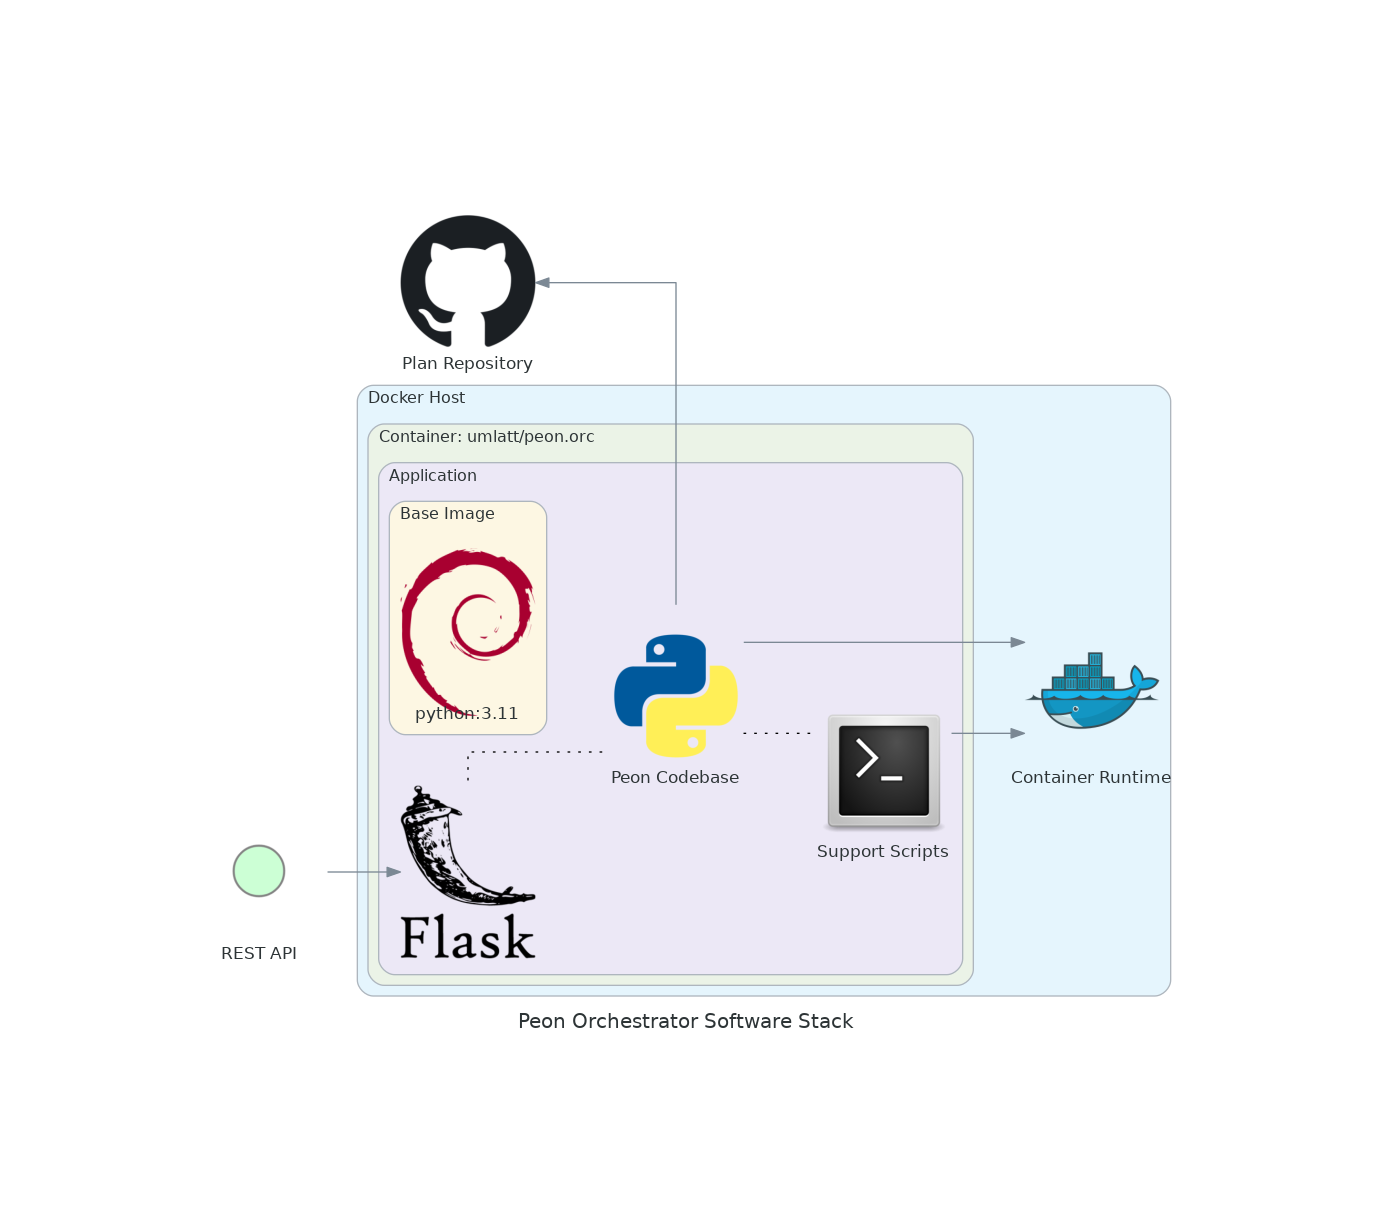 Plan Repository
Docker Host
Container: umlatt/peon.orc
Application
Base Image
python:3.11
Peon Codebase
Container Runtime
Support Scripts
Flask
REST API
Peon Orchestrator Software Stack